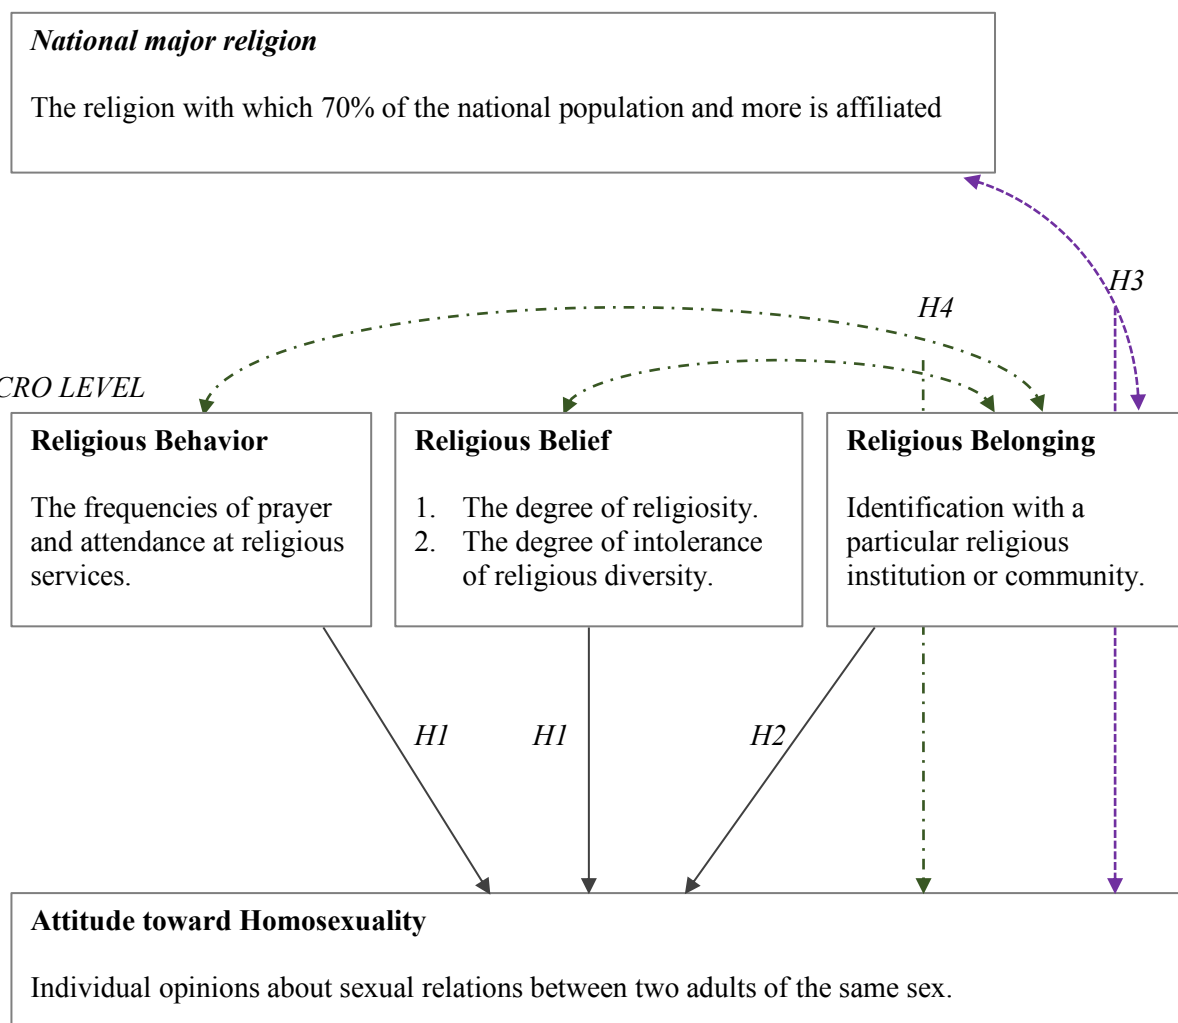 National major religion
The religion with which 70% of the national population and more is affiliated
H3
H4
CRO LEVEL
Religious Behavior
The frequencies of prayer
and attendance at religious
services.
Religious Belief
1. The degree of religiosity.
2. The degree of intolerance
of religious diversity.
Religious Belonging
Identification with a
particular religious
institution or community.
H1
H1
H2
Attitude toward Homosexuality
Individual opinions about sexual relations between two adults of the same sex.